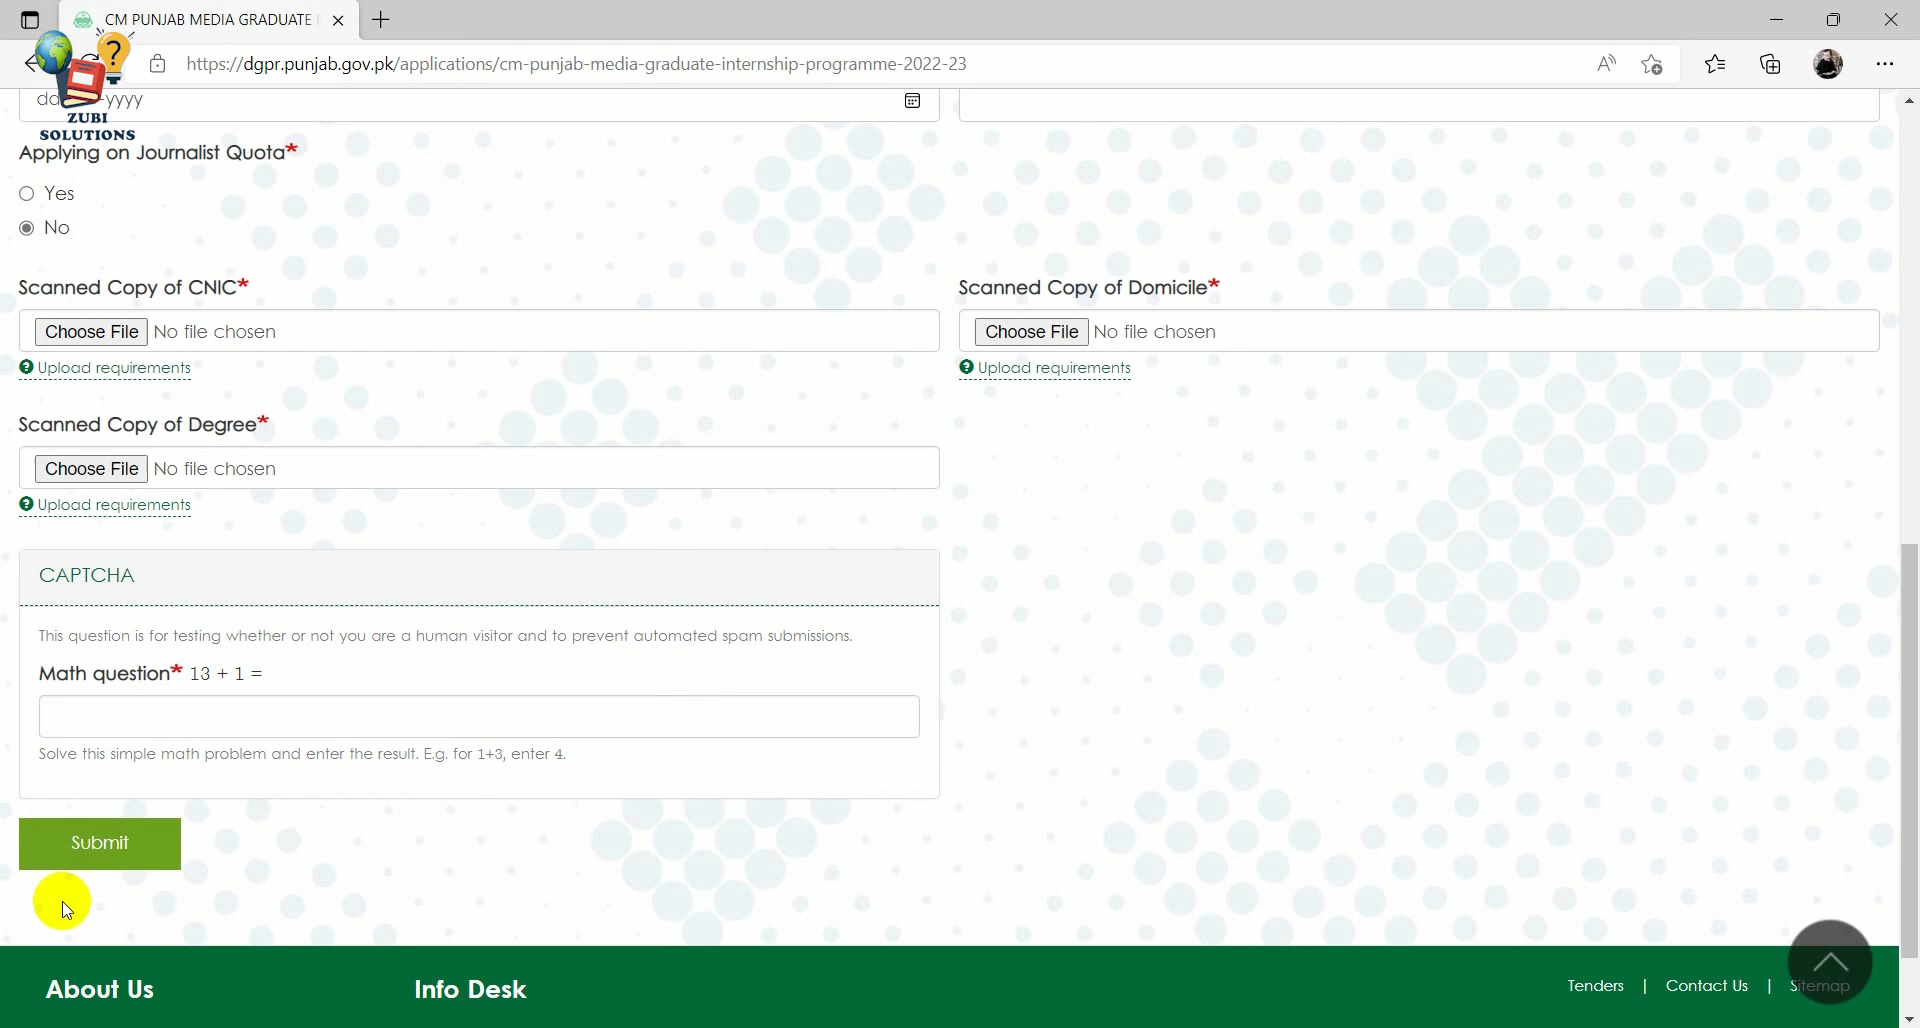 CM PUNJAB MEDIA GRADUATE
https://dgpr.punjab.gov.pk/applications/cm-punjab-media-graduate-internship-programme-2022-23
ZUBI
SOLUTIONS
yyyy
Applying on Journalist Quota*
Yes
No
Scanned Copy of CNIC*
Scanned Copy of Domicile*
Choose File No file chosen
Choose File No file chosen
Upload requirements
Upload requirements
Scanned Copy of Degree*
Choose File No file chosen
Upload requirements
CAPTCHA
This question is for testing whether or not you are a human visitor and to prevent automated spam submissions.
Math question* 13 + 1 =
Solve this simple math problem and enter the result. E.g. for 1+3, enter 4.
Submit
About Us
Info Desk
Tenders | Contact Us | Sitemap